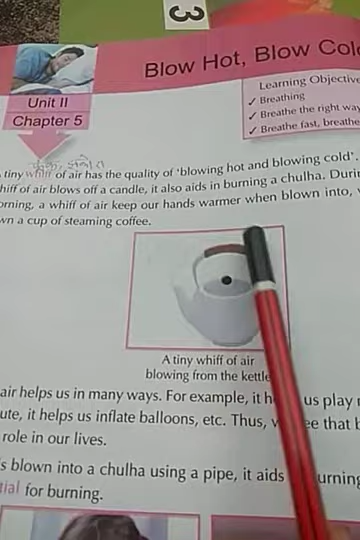 3
Blow Hot, Blow Col
Unit II
Chapter 5
Learning Objective
✓ Breathing
✓ Breathe the right way
✓ Breathe fast, breathe
tiny whiff of air has the quality of 'blowing hot and blowing cold'.
hiff of air blows off a candle, it also aids in burning a chulha. Durin
orning, a whiff of air keep our hands warmer when blown into,
wn a cup of steaming coffee.
A tiny whiff of air
blowing from the kettle
air helps us in many ways. For example, it h us play
ute, it helps us inflate balloons, etc. Thus, ee that b
role in our lives.
s blown into a chulha using a pipe, it aids urning
tial for burning.